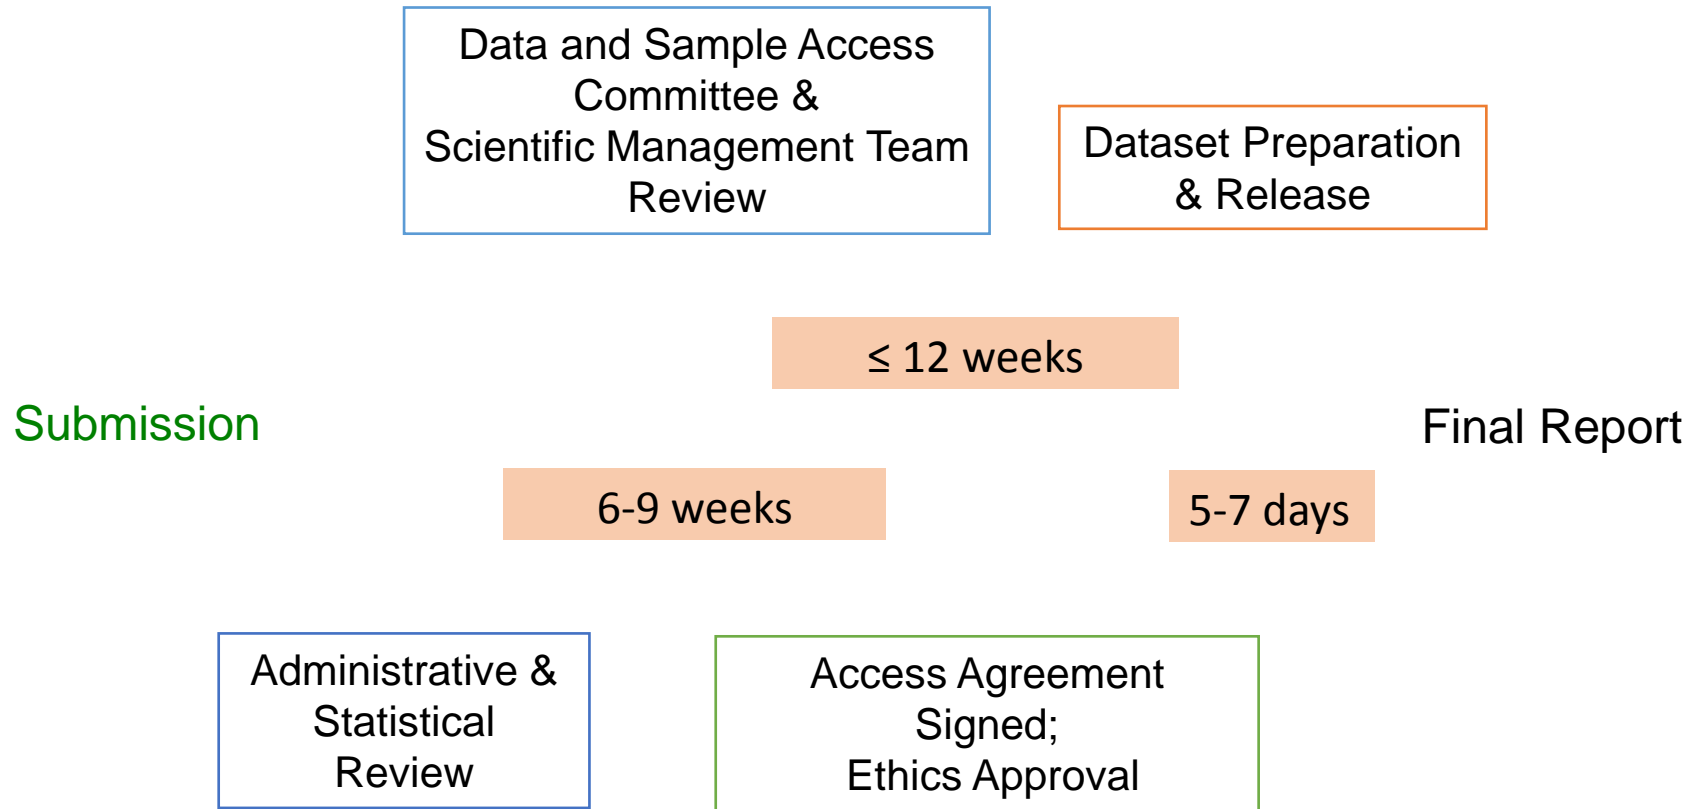 Data and Sample Access
Committee &
Scientific Management Team
Review
Dataset Preparation
& Release
≤ 12 weeks
Submission
Final Report
6-9 weeks
5-7 days
Administrative &
Statistical
Review
Access Agreement
Signed;
Ethics Approval